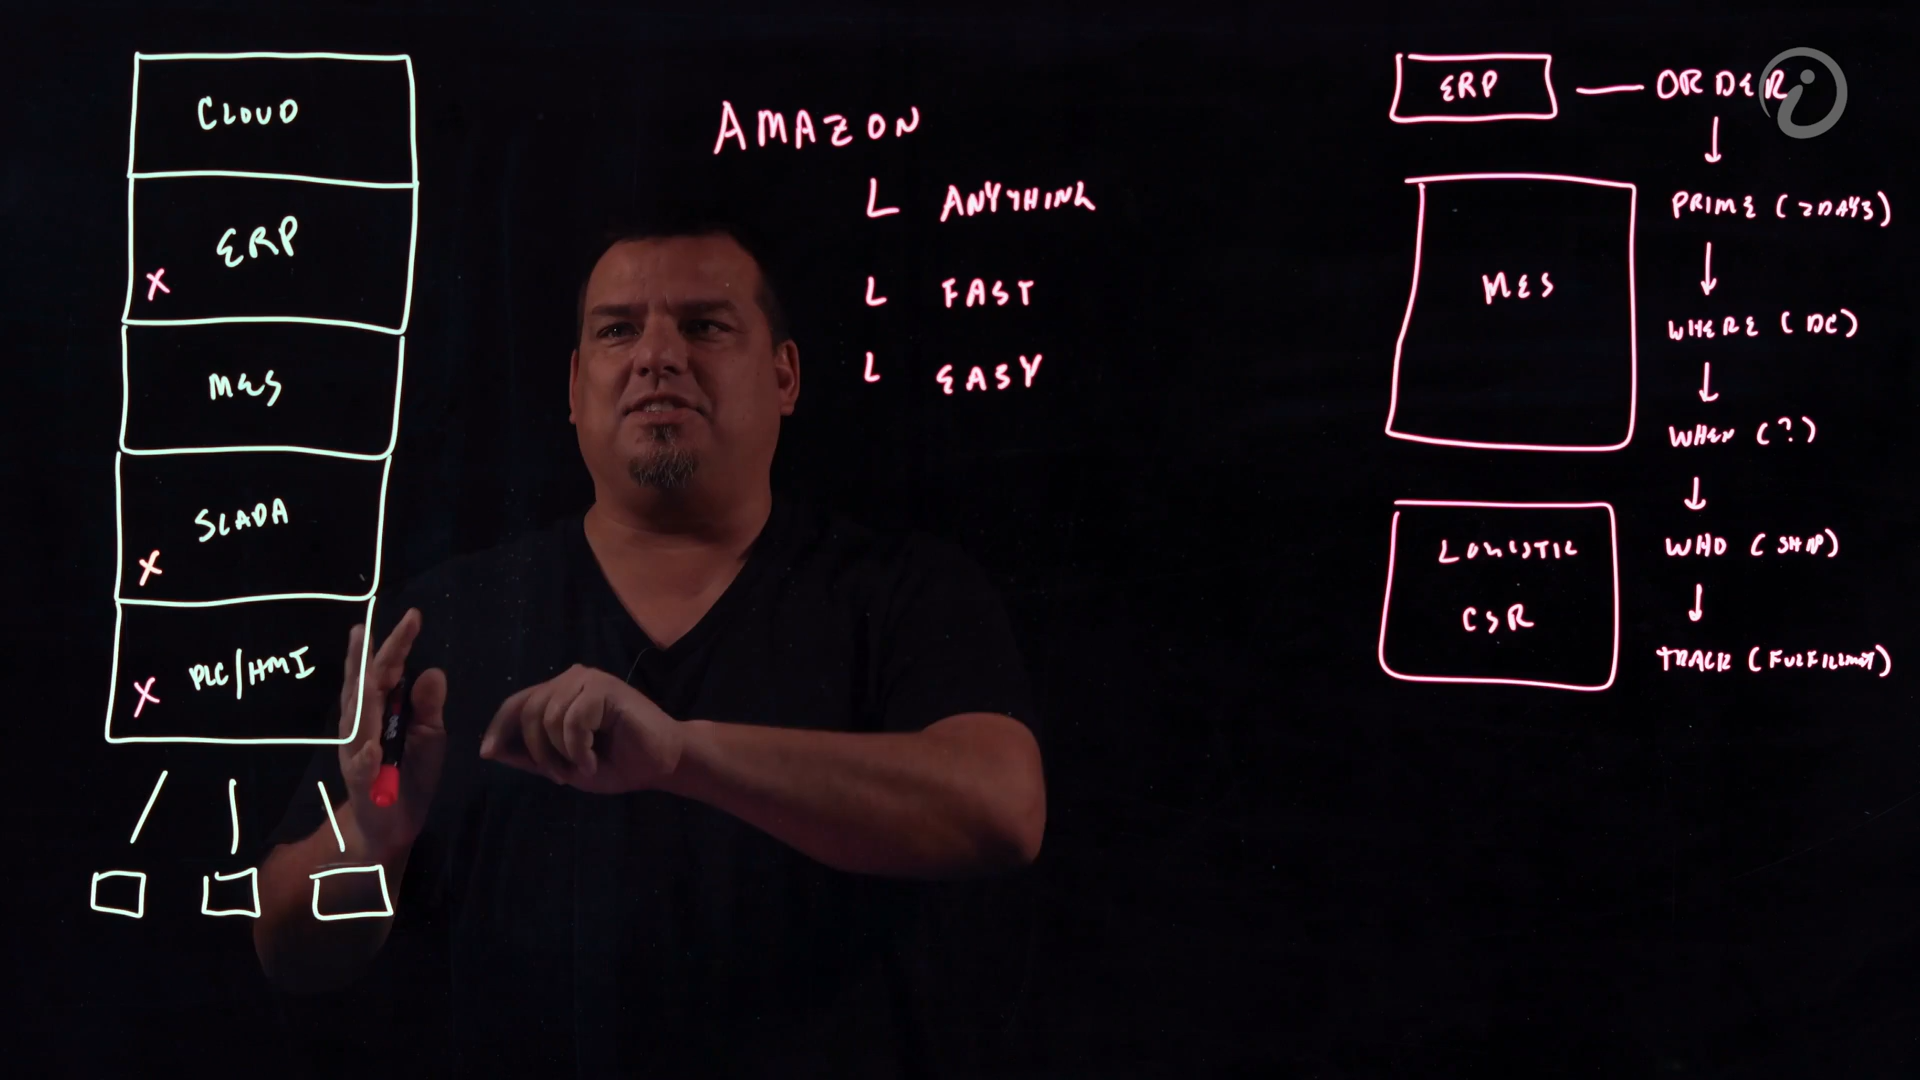 CLOUD
X ERP
MES
X SCADA
X PLC/HMI
AMAZON
L ANYTHING
L FAST
L EASY
ERP — ORDER
MES
PRIME (2 DAYS)
WHERE (DC)
WHEN (?)
LOGISTIC
CSR
WHO (SHIP)
TRACK (FULFILLMENT)
i